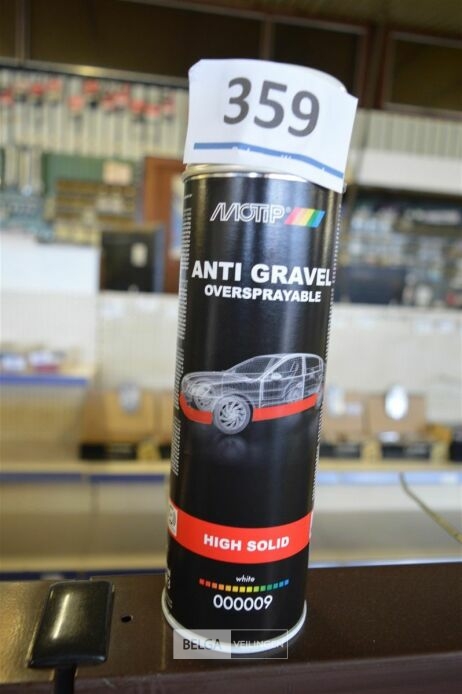 359
MOTIP
ANTI GRAVEL
OVERSPRAYABLE
HIGH SOLID
white
000009
BELGA VEILINGEN